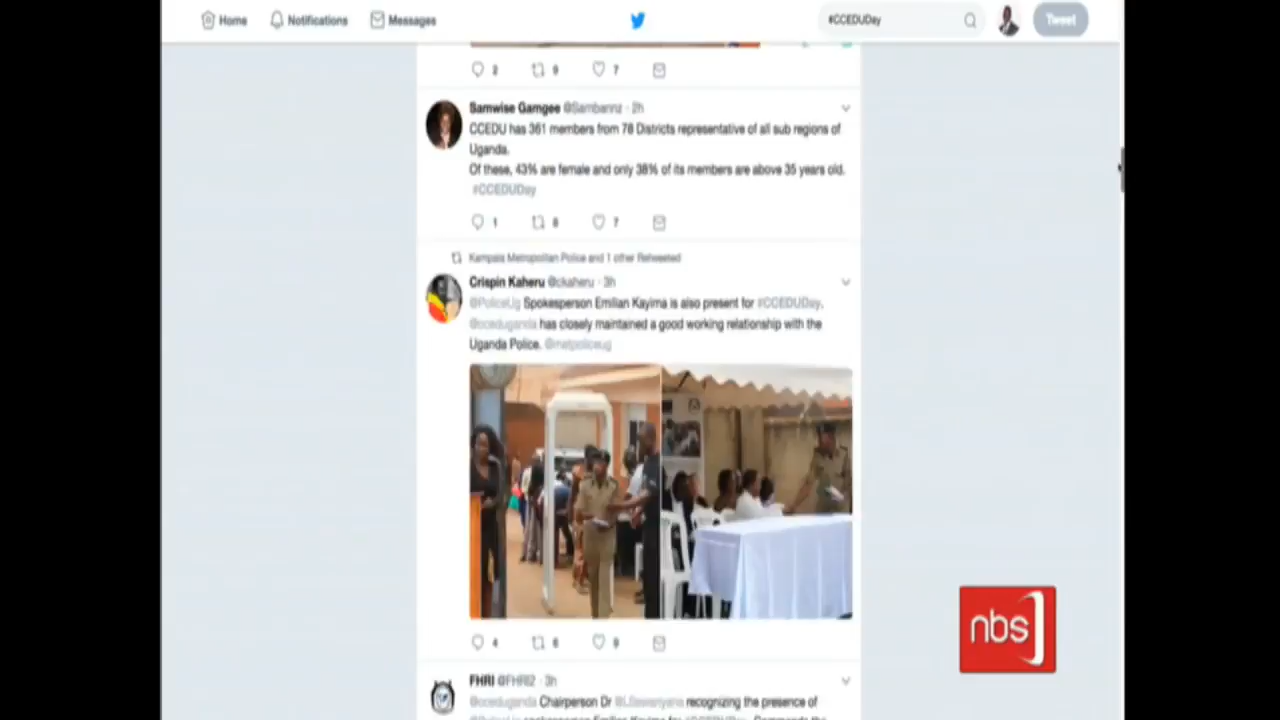 Home Notifications Messages #CCEDUDay Tweet
2 9 7
Samwise Gamgee @Sambannz · 2h
CCEDU has 361 members from 78 Districts representative of all sub regions of
Uganda.
Of these, 43% are female and only 38% of its members are above 35 years old.
#CCEDUDay
1 8 7
Kampala Metropolitan Police and 1 other Retweeted
Crispin Kaheru @ckaheru · 3h
@PoliceUg Spokesperson Emilian Kayima is also present for #CCEDUDay.
@cceduganda has closely maintained a good working relationship with the
Uganda Police. @metpoliceug
4 6 9
nbs
FHRI @FHRI2 · 3h
@cceduganda Chairperson Dr recognizing the presence of